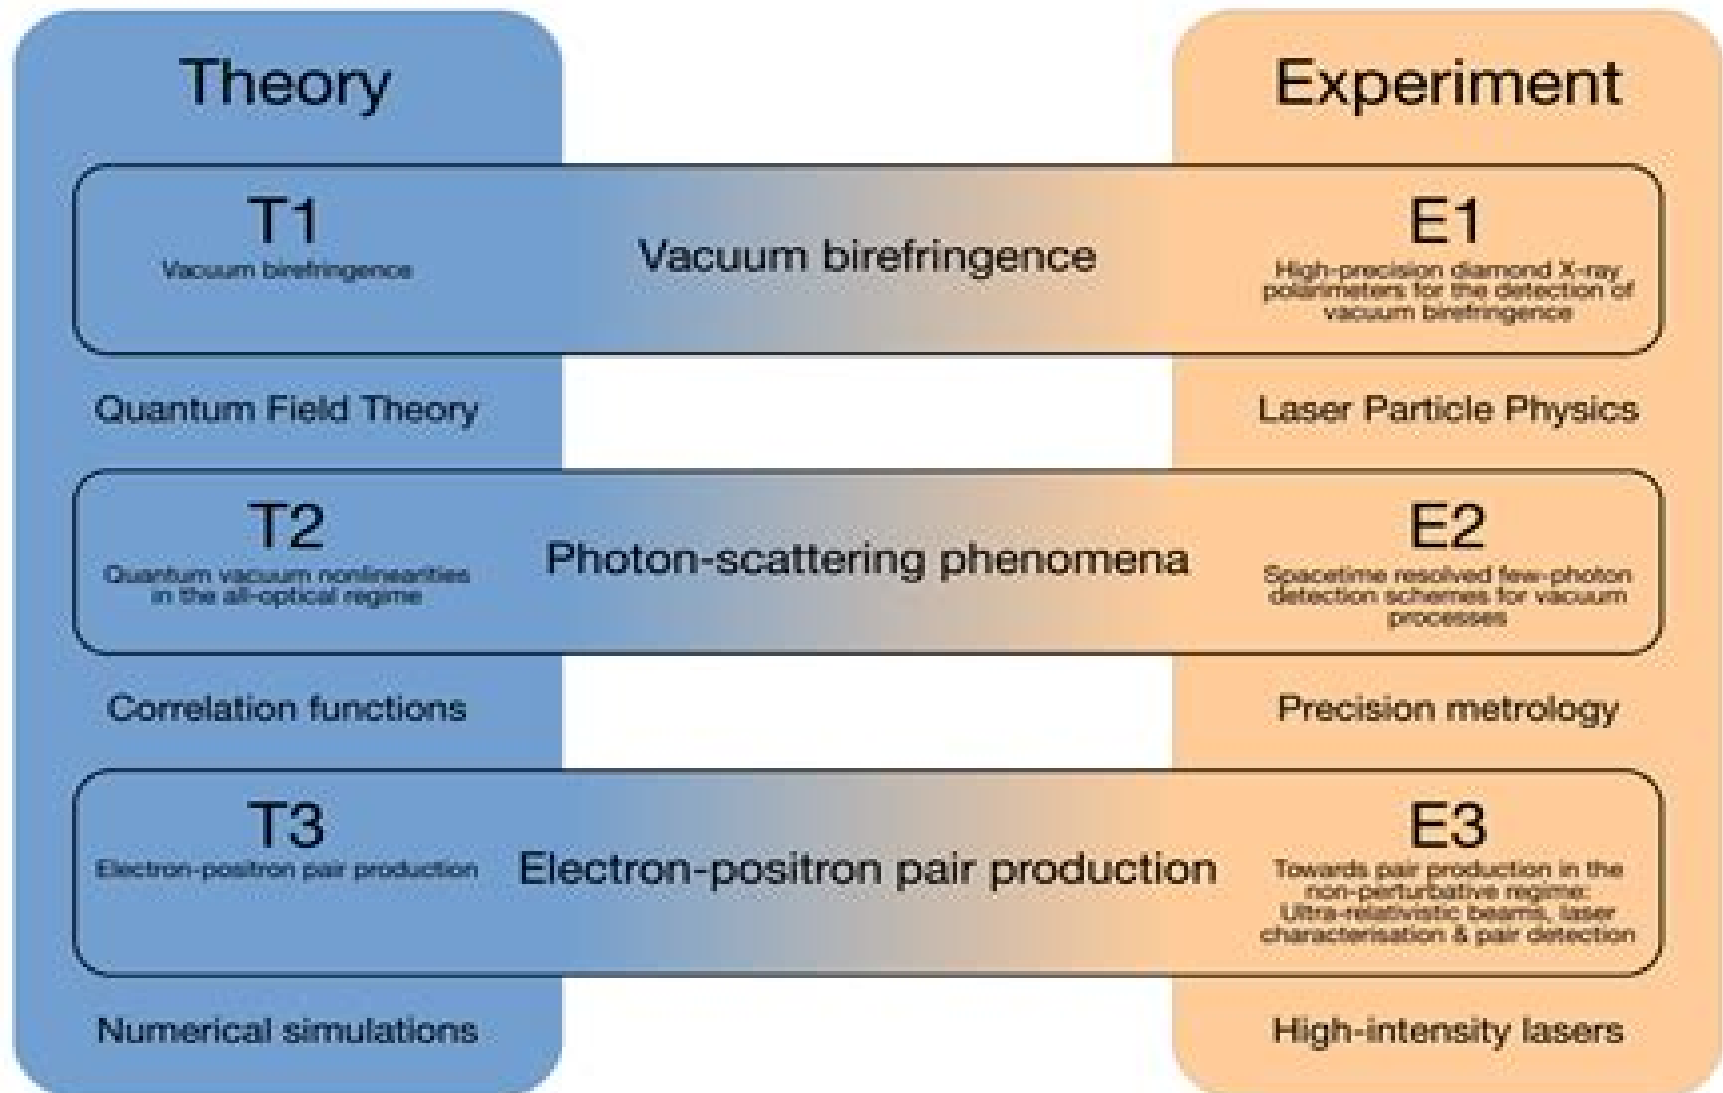 Theory
Experiment
T1
Vacuum birefringence
Vacuum birefringence
E1
High-precision diamond X-ray
polarimeters for the detection of
vacuum birefringence
Quantum Field Theory
Laser Particle Physics
T2
Quantum vacuum nonlinearities
in the all-optical regime
Photon-scattering phenomena
E2
Spacetime resolved few-photon
detection schemes for vacuum
processes
Correlation functions
Precision metrology
T3
Electron-positron pair production
Electron-positron pair production
E3
Towards pair production in the
non-perturbative regime:
Ultra-relativistic beams, laser
characterisation & pair detection
Numerical simulations
High-intensity lasers